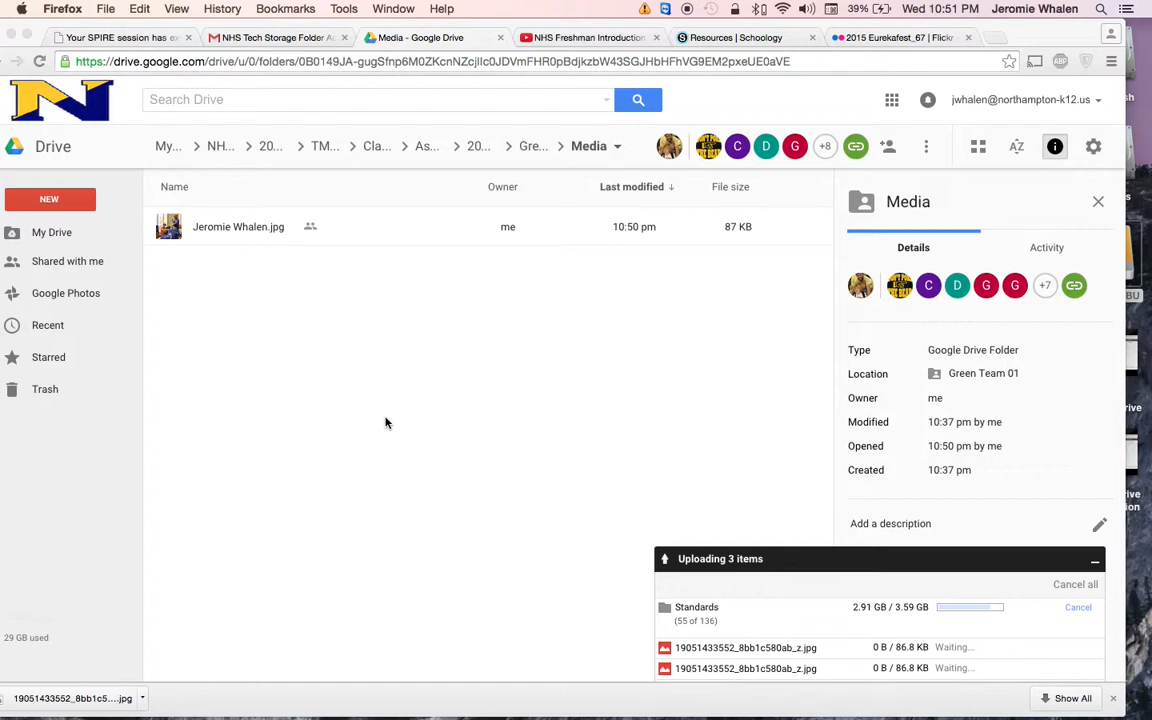 Firefox File Edit View History Bookmarks Tools Window Help 39% Wed 10:51 PM Jeromie Whalen
Your SPIRE session has ex × NHS Tech Storage Folder A × Media - Google Drive × NHS Freshman Introduction × Resources | Schoology × 2015 Eurekafest_67 | Flickr ×
https://drive.google.com/drive/u/0/folders/0B0149JA-gugSfnp6M0ZKcnNZcjlIc0JDVmFHR0pBdjkzbW43SGJHbHFhVG9EM2pxeUE0aVE
N Search Drive jwhalen@northampton-k12.us
Drive My... NH... 20... TM... Cla... As... 20... Gre... Media C D G +8
NEW
My Drive
Shared with me
Google Photos
Recent
Starred
Trash
29 GB used
Name Owner Last modified File size
Jeromie Whalen.jpg me 10:50 pm 87 KB
Media
Details Activity
C D G G +7
Type Google Drive Folder
Location Green Team 01
Owner me
Modified 10:37 pm by me
Opened 10:50 pm by me
Created 10:37 pm
Add a description
Uploading 3 items
Cancel all
Standards 2.91 GB / 3.59 GB Cancel
(55 of 136)
19051433552_8bb1c580ab_z.jpg 0 B / 86.8 KB Waiting...
19051433552_8bb1c580ab_z.jpg 0 B / 86.8 KB Waiting...
19051433552_8bb1c5....jpg Show All